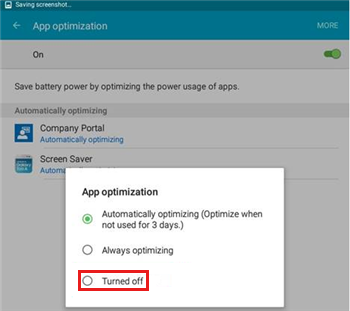 Saving screenshot...
App optimization
MORE
On
Save battery power by optimizing the power usage of apps.
Automatically optimizing
Company Portal
Automatically optimizing
Screen Saver
App optimization
Automatically optimizing (Optimize when
not used for 3 days.)
Always optimizing
Turned off